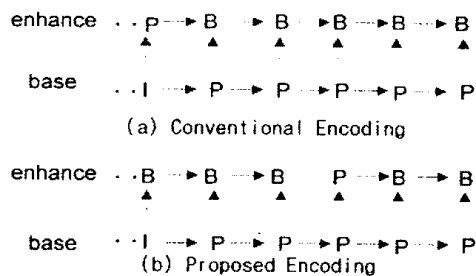 enhance ··P B B B B B
base ··I P P P P P
(a) Conventional Encoding
enhance ··B B B P B B
base ··I P P P P P
(b) Proposed Encoding